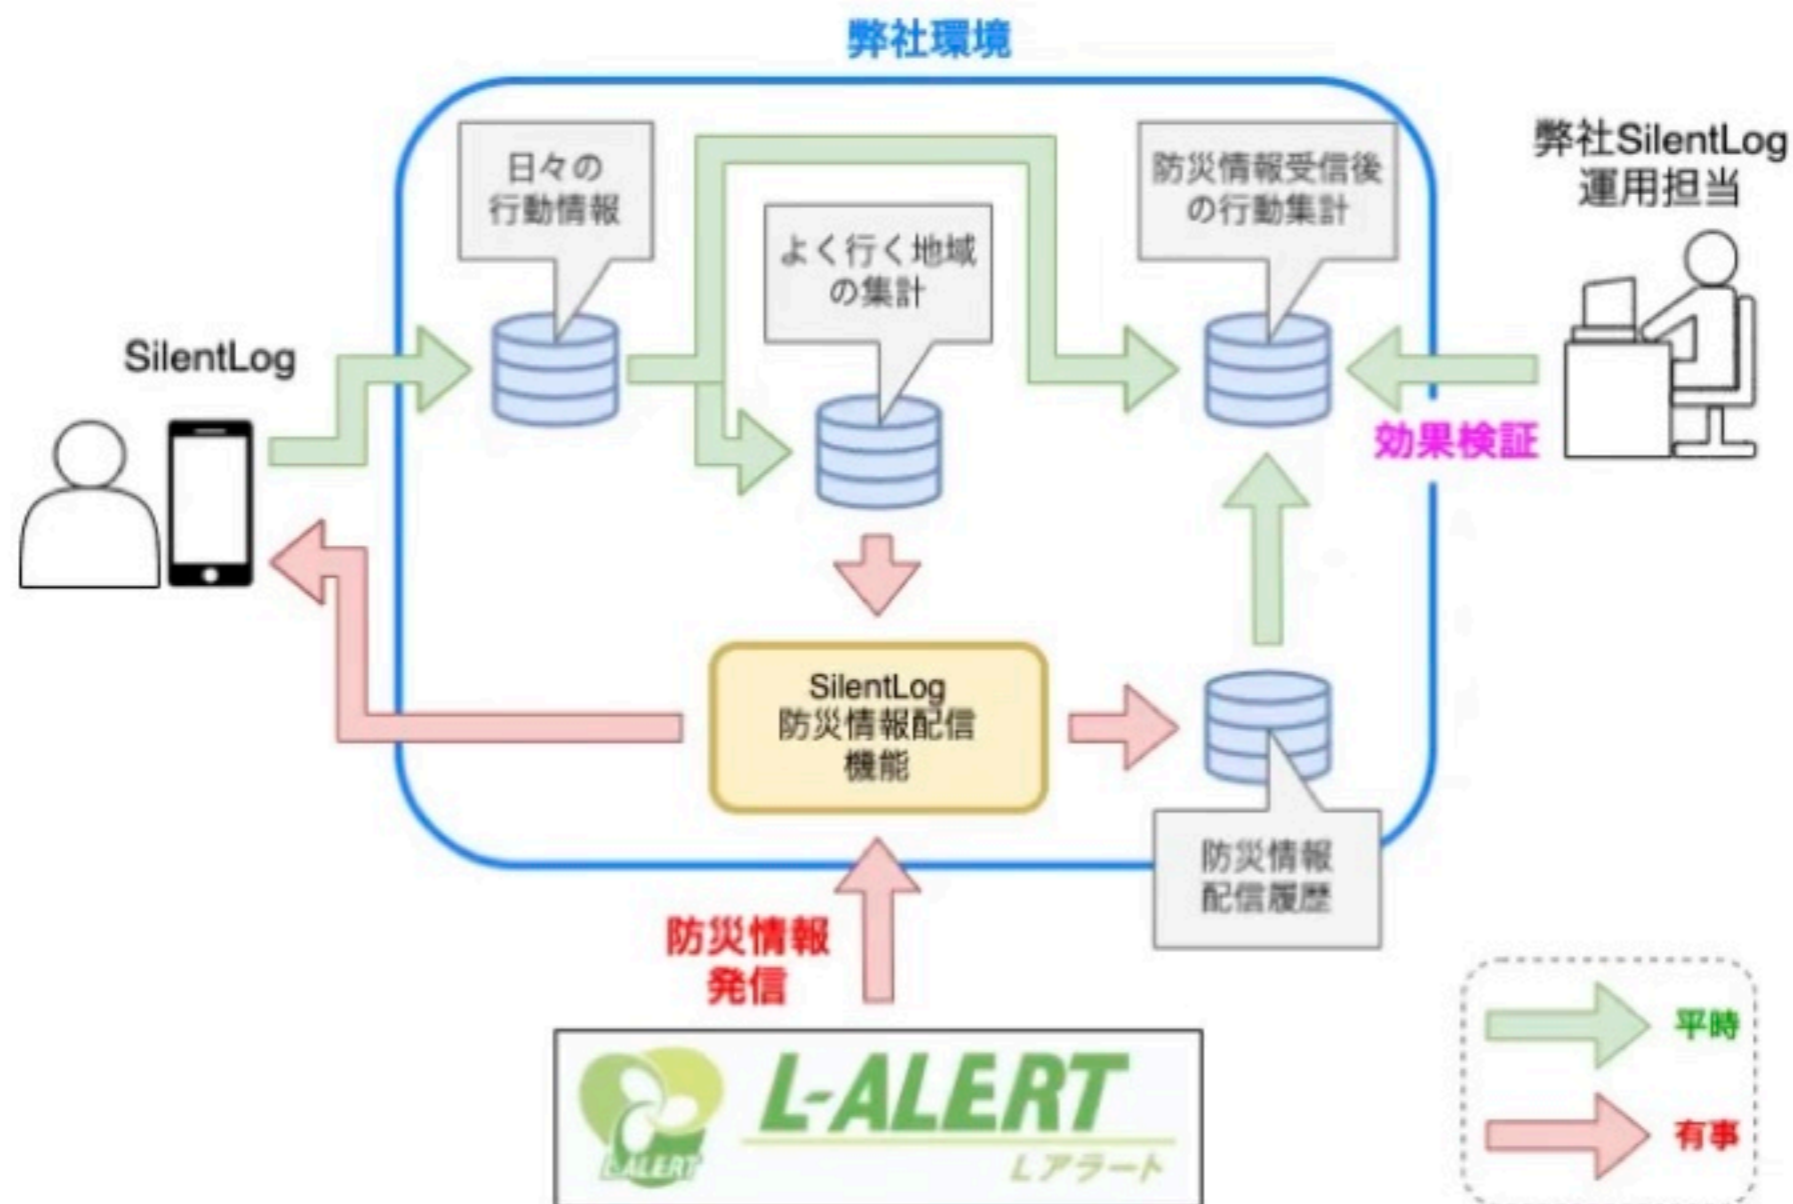 弊社環境
日々の
行動情報
よく行く地域
の集計
防災情報受信後
の行動集計
弊社SilentLog
運用担当
SilentLog
効果検証
SilentLog
防災情報配信
機能
防災情報
配信履歴
防災情報
発信
L-ALERT
L-ALERT
Lアラート
平時
有事